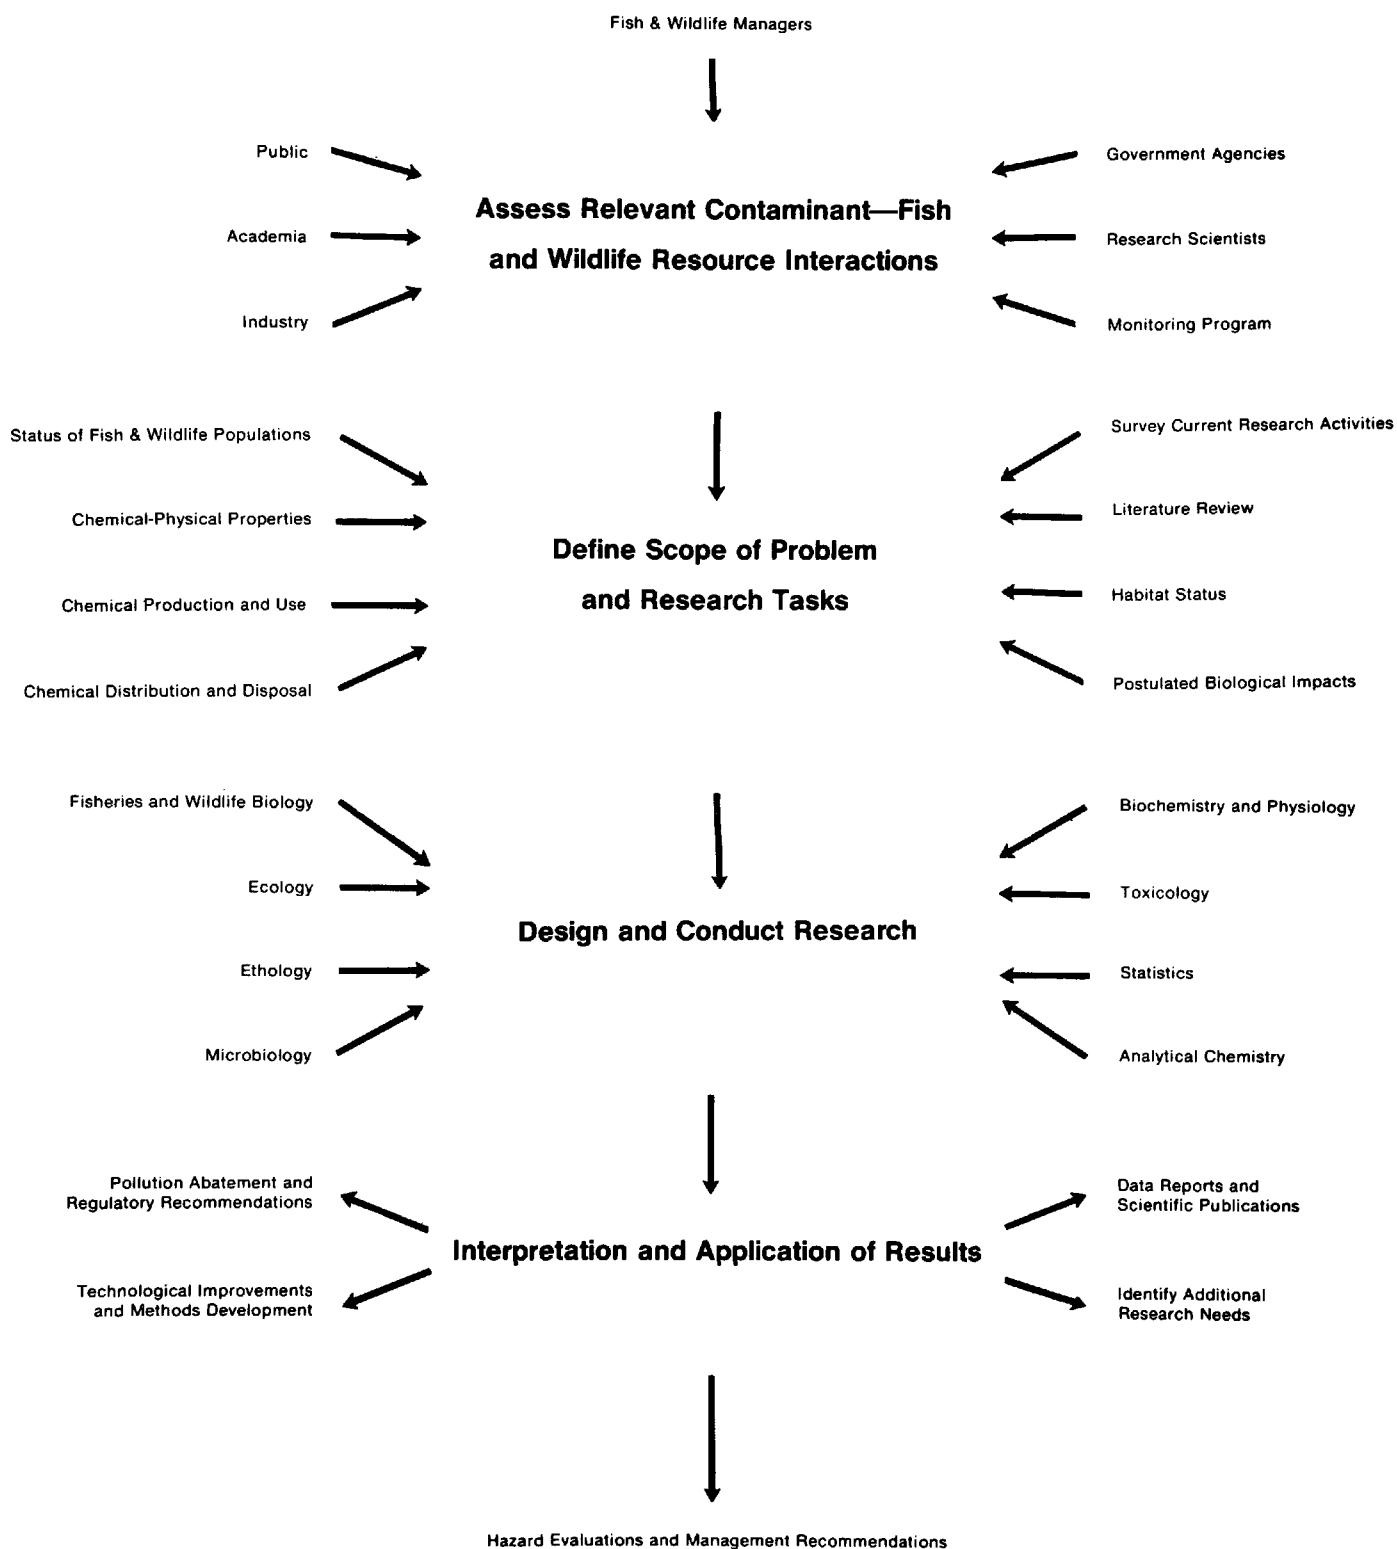 Fish & Wildlife Managers
Public
Government Agencies
Assess Relevant Contaminant—Fish
and Wildlife Resource Interactions
Academia
Research Scientists
Industry
Monitoring Program
Status of Fish & Wildlife Populations
Survey Current Research Activities
Chemical-Physical Properties
Literature Review
Define Scope of Problem
and Research Tasks
Chemical Production and Use
Habitat Status
Chemical Distribution and Disposal
Postulated Biological Impacts
Fisheries and Wildlife Biology
Biochemistry and Physiology
Ecology
Toxicology
Design and Conduct Research
Ethology
Statistics
Microbiology
Analytical Chemistry
Pollution Abatement and
Regulatory Recommendations
Data Reports and
Scientific Publications
Interpretation and Application of Results
Technological Improvements
and Methods Development
Identify Additional
Research Needs
Hazard Evaluations and Management Recommendations